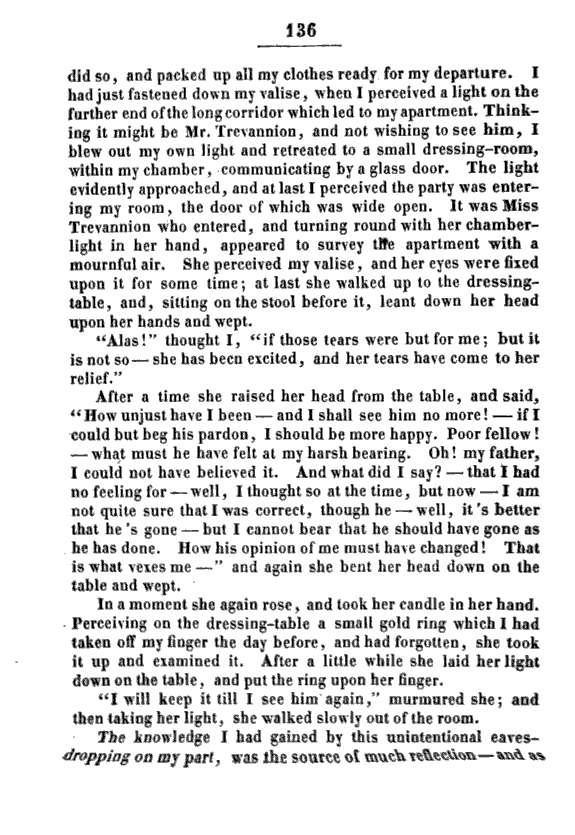 136
did so, and packed up all my clothes ready for my departure. I
had just fastened down my valise, when I perceived a light on the
further end of the long corridor which led to my apartment. Think-
ing it might be Mr. Trevannion, and not wishing to see him, I
blew out my own light and retreated to a small dressing-room,
within my chamber, communicating by a glass door. The light
evidently approached, and at last I perceived the party was enter-
ing my room, the door of which was wide open. It was Miss
Trevannion who entered, and turning round with her chamber-
light in her hand, appeared to survey the apartment with a
mournful air. She perceived my valise, and her eyes were fixed
upon it for some time; at last she walked up to the dressing-
table, and, sitting on the stool before it, leant down her head
upon her hands and wept.
"Alas!" thought I, "if those tears were but for me; but it
is not so — she has been excited, and her tears have come to her
relief."
After a time she raised her head from the table, and said,
"How unjust have I been — and I shall see him no more! — if I
could but beg his pardon, I should be more happy. Poor fellow!
— what must he have felt at my harsh bearing. Oh! my father,
I could not have believed it. And what did I say? — that I had
no feeling for — well, I thought so at the time, but now — I am
not quite sure that I was correct, though he — well, it's better
that he's gone — but I cannot bear that he should have gone as
he has done. How his opinion of me must have changed! That
is what vexes me —" and again she bent her head down on the
table and wept.
In a moment she again rose, and took her candle in her hand.
Perceiving on the dressing-table a small gold ring which I had
taken off my finger the day before, and had forgotten, she took
it up and examined it. After a little while she laid her light
down on the table, and put the ring upon her finger.
"I will keep it till I see him again," murmured she; and
then taking her light, she walked slowly out of the room.
The knowledge I had gained by this unintentional eaves-
dropping on my part, was the source of much reflection — and as